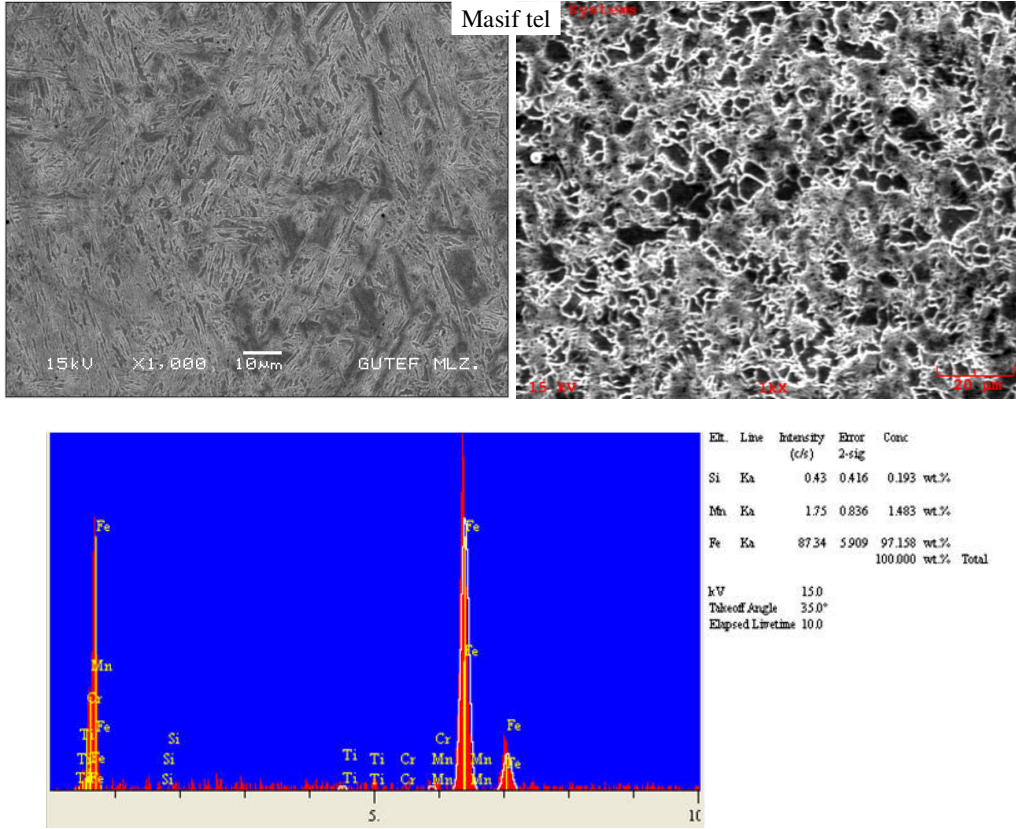 Masif tel
Systems
15kV X1,000 10µm GUTEF MLZ.
15 kV 1kX 20 µm
Elt. Line Intensity (c/s) Error 2-sig Conc
Si Ka 0.43 0.416 0.193 wt.%
Mn Ka 1.75 0.836 1.483 wt.%
Fe Ka 87.34 5.909 97.158 wt.%
100.000 wt.% Total
kV 15.0
Takeoff Angle 35.0°
Elapsed Livetime 10.0
Fe Fe
Fe
Mn
Cr
Ti Fe Si Cr Fe
Ti Fe Si Ti Ti Cr Mn Mn Fe
Fe Si Ti Ti Cr Mn Mn
5. 10